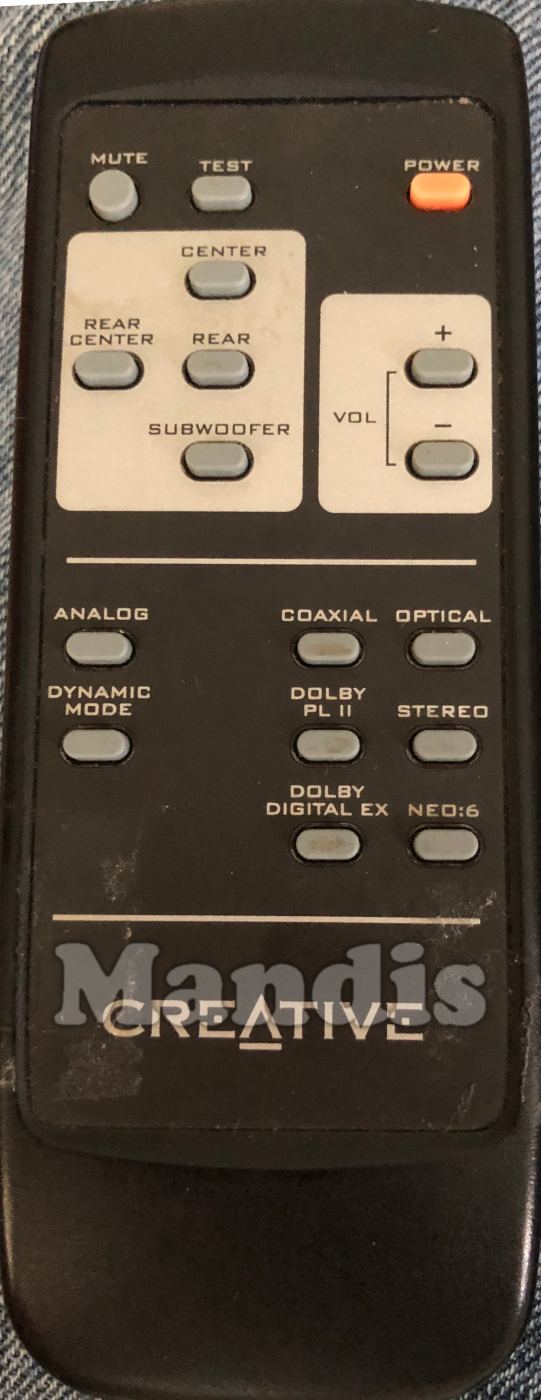 MUTE
TEST
POWER
CENTER
REAR
CENTER
REAR
SUBWOOFER
+
VOL
−
ANALOG
COAXIAL
OPTICAL
DYNAMIC
MODE
DOLBY
PL II
STEREO
DOLBY
DIGITAL EX
NEO:6
Mandis
CREATIVE